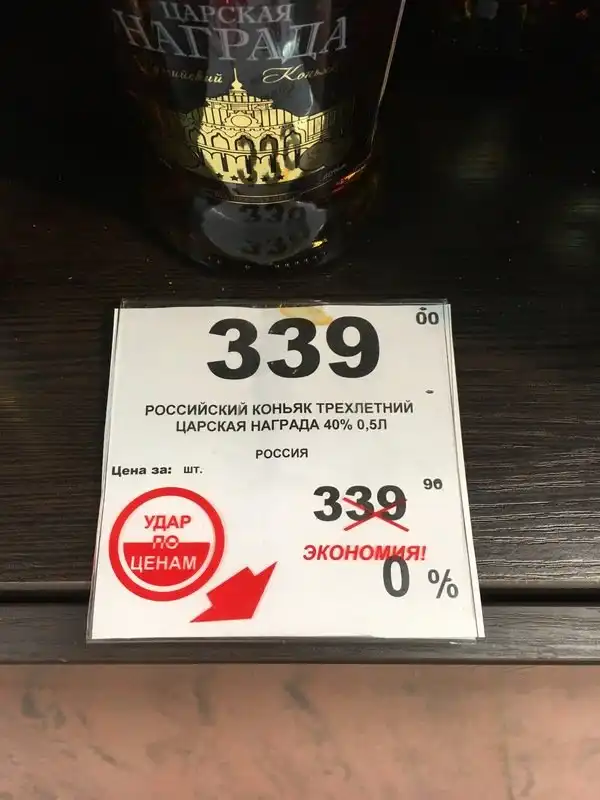 ЦАРСКАЯ
НАГРАДА
339 00
РОССИЙСКИЙ КОНЬЯК ТРЕХЛЕТНИЙ
ЦАРСКАЯ НАГРАДА 40% 0,5Л
РОССИЯ
Цена за: шт.
339 90
УДАР
ПО
ЦЕНАМ
ЭКОНОМИЯ!
0 %